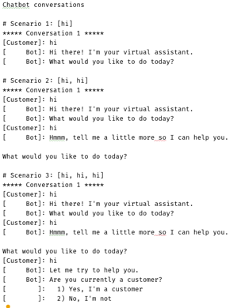 Chatbot conversations
# Scenario 1: [hi]
***** Conversation 1 *****
[Customer]: hi
[     Bot]: Hi there! I'm your virtual assistant.
[     Bot]: What would you like to do today?
# Scenario 2: [hi, hi]
***** Conversation 1 *****
[Customer]: hi
[     Bot]: Hi there! I'm your virtual assistant.
[     Bot]: What would you like to do today?
[Customer]: hi
[     Bot]: Hmmm, tell me a little more so I can help you.
What would you like to do today?
# Scenario 3: [hi, hi, hi]
***** Conversation 1 *****
[Customer]: hi
[     Bot]: Hi there! I'm your virtual assistant.
[     Bot]: What would you like to do today?
[Customer]: hi
[     Bot]: Hmmm, tell me a little more so I can help you.
What would you like to do today?
[Customer]: hi
[     Bot]: Let me try to help you.
[     Bot]: Are you currently a customer?
[        ]:   1) Yes, I'm a customer
[        ]:   2) No, I'm not